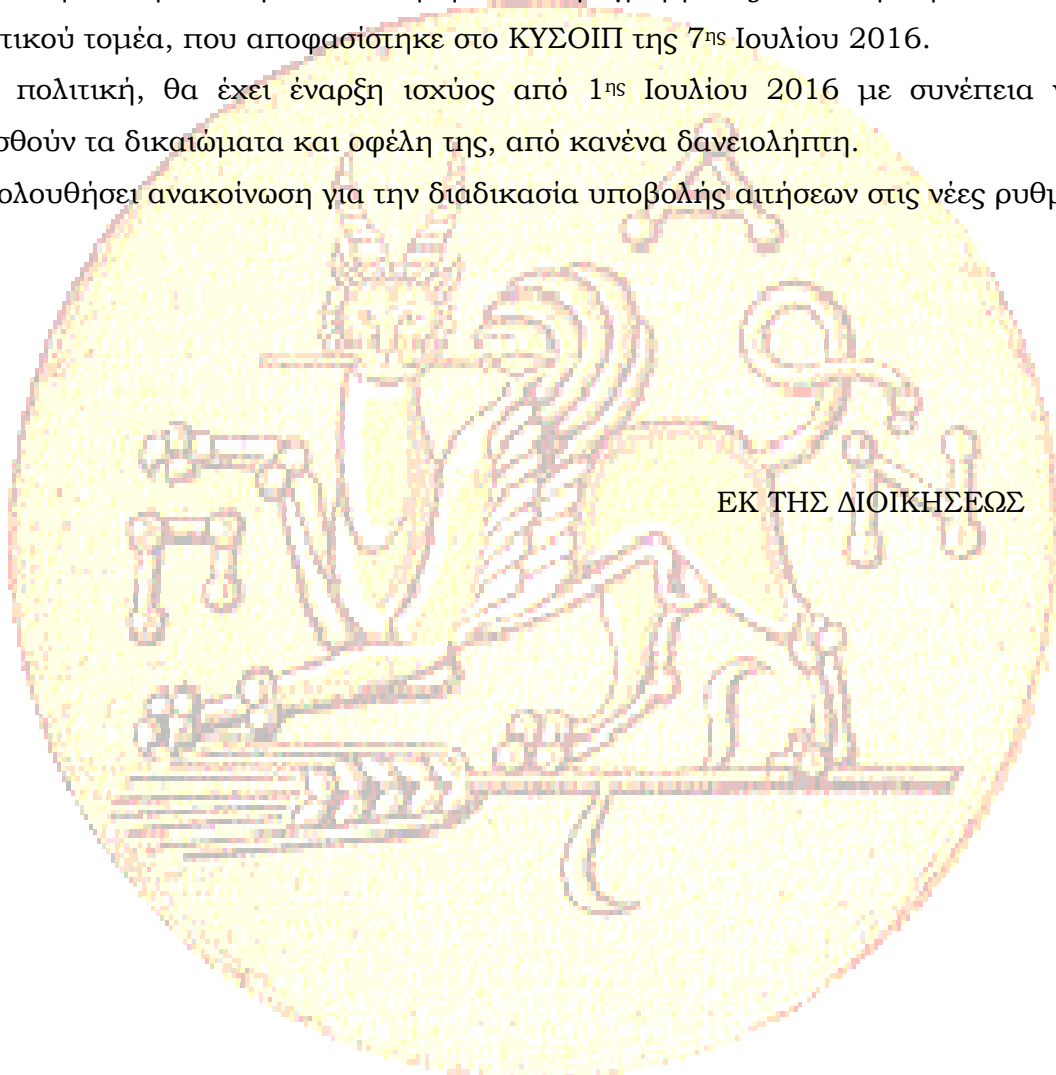 τικού τομέα, που αποφασίστηκε στο ΚΥΣΟΙΠ της 7ης Ιουλίου 2016.
πολιτική, θα έχει έναρξη ισχύος από 1ης Ιουλίου 2016 με συνέπεια
σθούν τα δικαιώματα και οφέλη της, από κανένα δανειολήπτη.
ολουθήσει ανακοίνωση για την διαδικασία υποβολής αιτήσεων στις νέες ρυθμ
ΕΚ ΤΗΣ ΔΙΟΙΚΗΣΕΩΣ
Π Α Ν